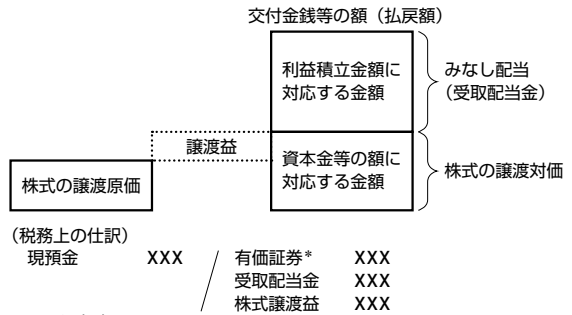 交付金銭等の額（払戻額）
利益積立金額に
対応する金額
みなし配当
（受取配当金）
譲渡益
資本金等の額に
対応する金額
株式の譲渡対価
株式の譲渡原価
（税務上の仕訳）
現預金 XXX / 有価証券* XXX
受取配当金 XXX
株式譲渡益 XXX